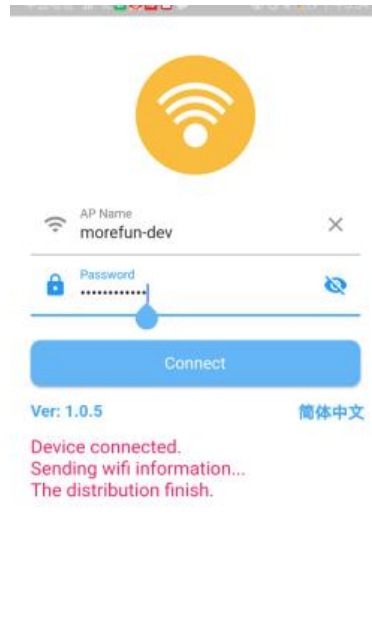 AP Name
morefun-dev
Password
••••••••••••
Connect
Ver: 1.0.5
简体中文
Device connected.
Sending wifi information...
The distribution finish.